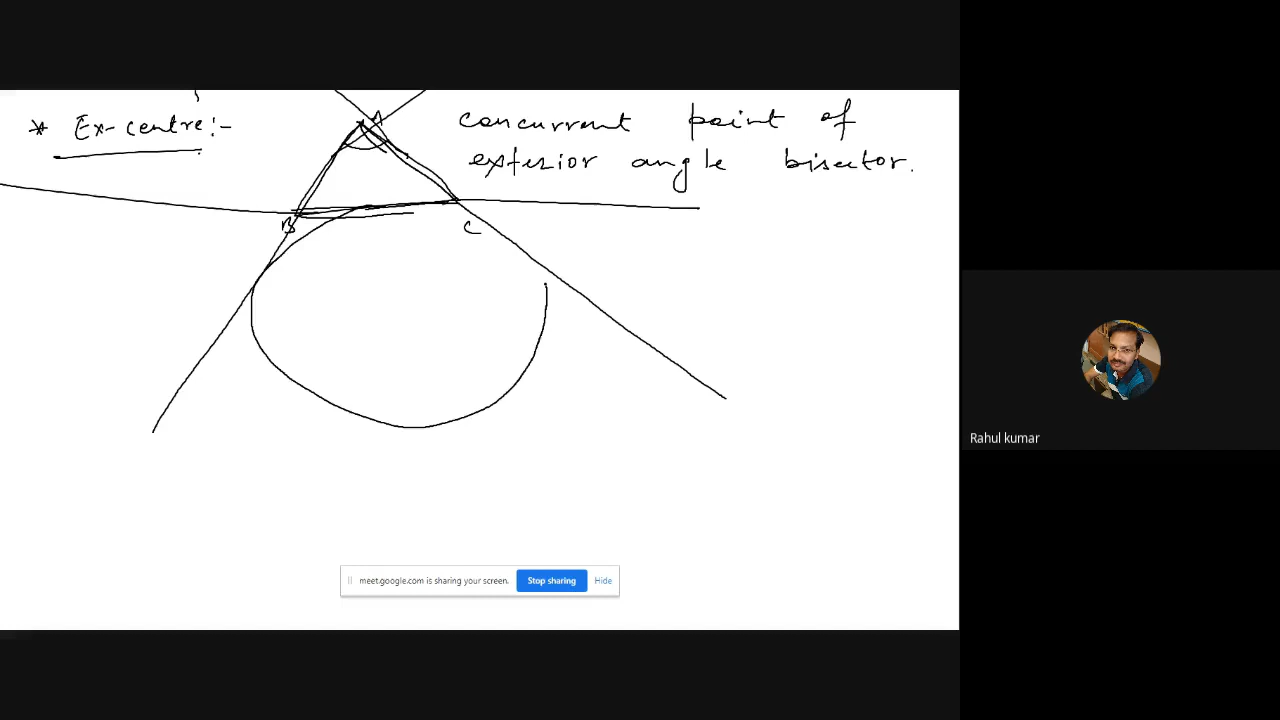 * Ex-centre:-
concurrent point of
exterior angle bisector.
A
B
C
meet.google.com is sharing your screen. Stop sharing Hide
Rahul kumar